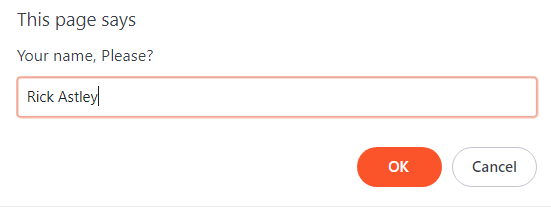 This page says
Your name, Please?
Rick Astley
OK
Cancel